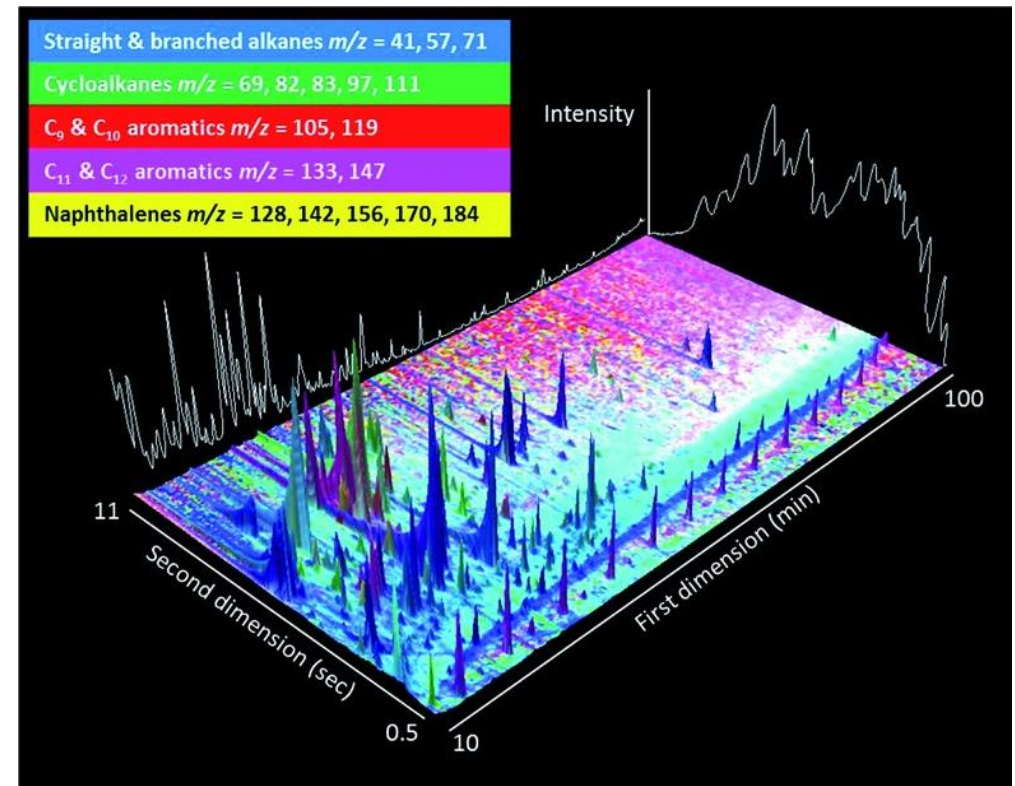 Straight & branched alkanes m/z = 41, 57, 71
Cycloalkanes m/z = 69, 82, 83, 97, 111
C₉ & C₁₀ aromatics m/z = 105, 119
C₁₁ & C₁₂ aromatics m/z = 133, 147
Naphthalenes m/z = 128, 142, 156, 170, 184
Intensity
100
11
Second dimension (sec)
First dimension (min)
0.5
10